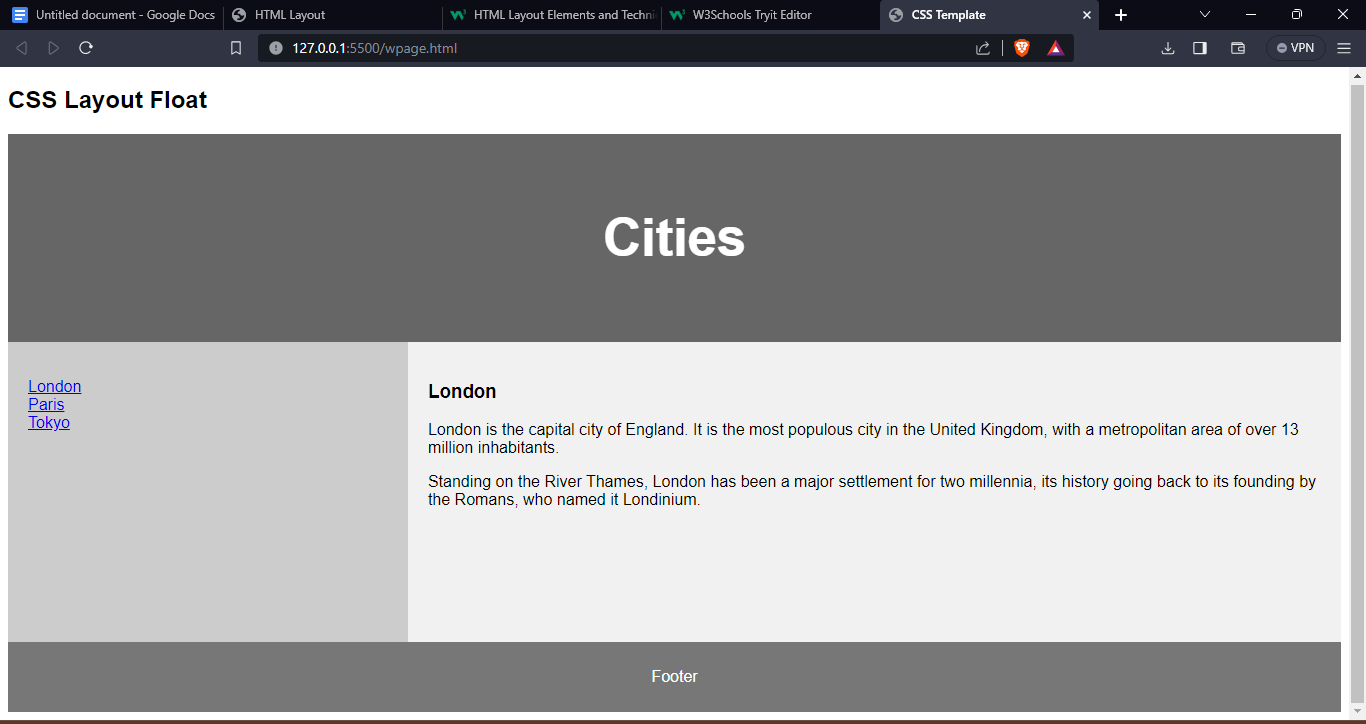 Untitled document - Google Docs
HTML Layout
HTML Layout Elements and Techni
W3Schools Tryit Editor
CSS Template
127.0.0.1:5500/wpage.html
VPN
CSS Layout Float
Cities
London
Paris
Tokyo
London
London is the capital city of England. It is the most populous city in the United Kingdom, with a metropolitan area of over 13
million inhabitants.
Standing on the River Thames, London has been a major settlement for two millennia, its history going back to its founding by
the Romans, who named it Londinium.
Footer